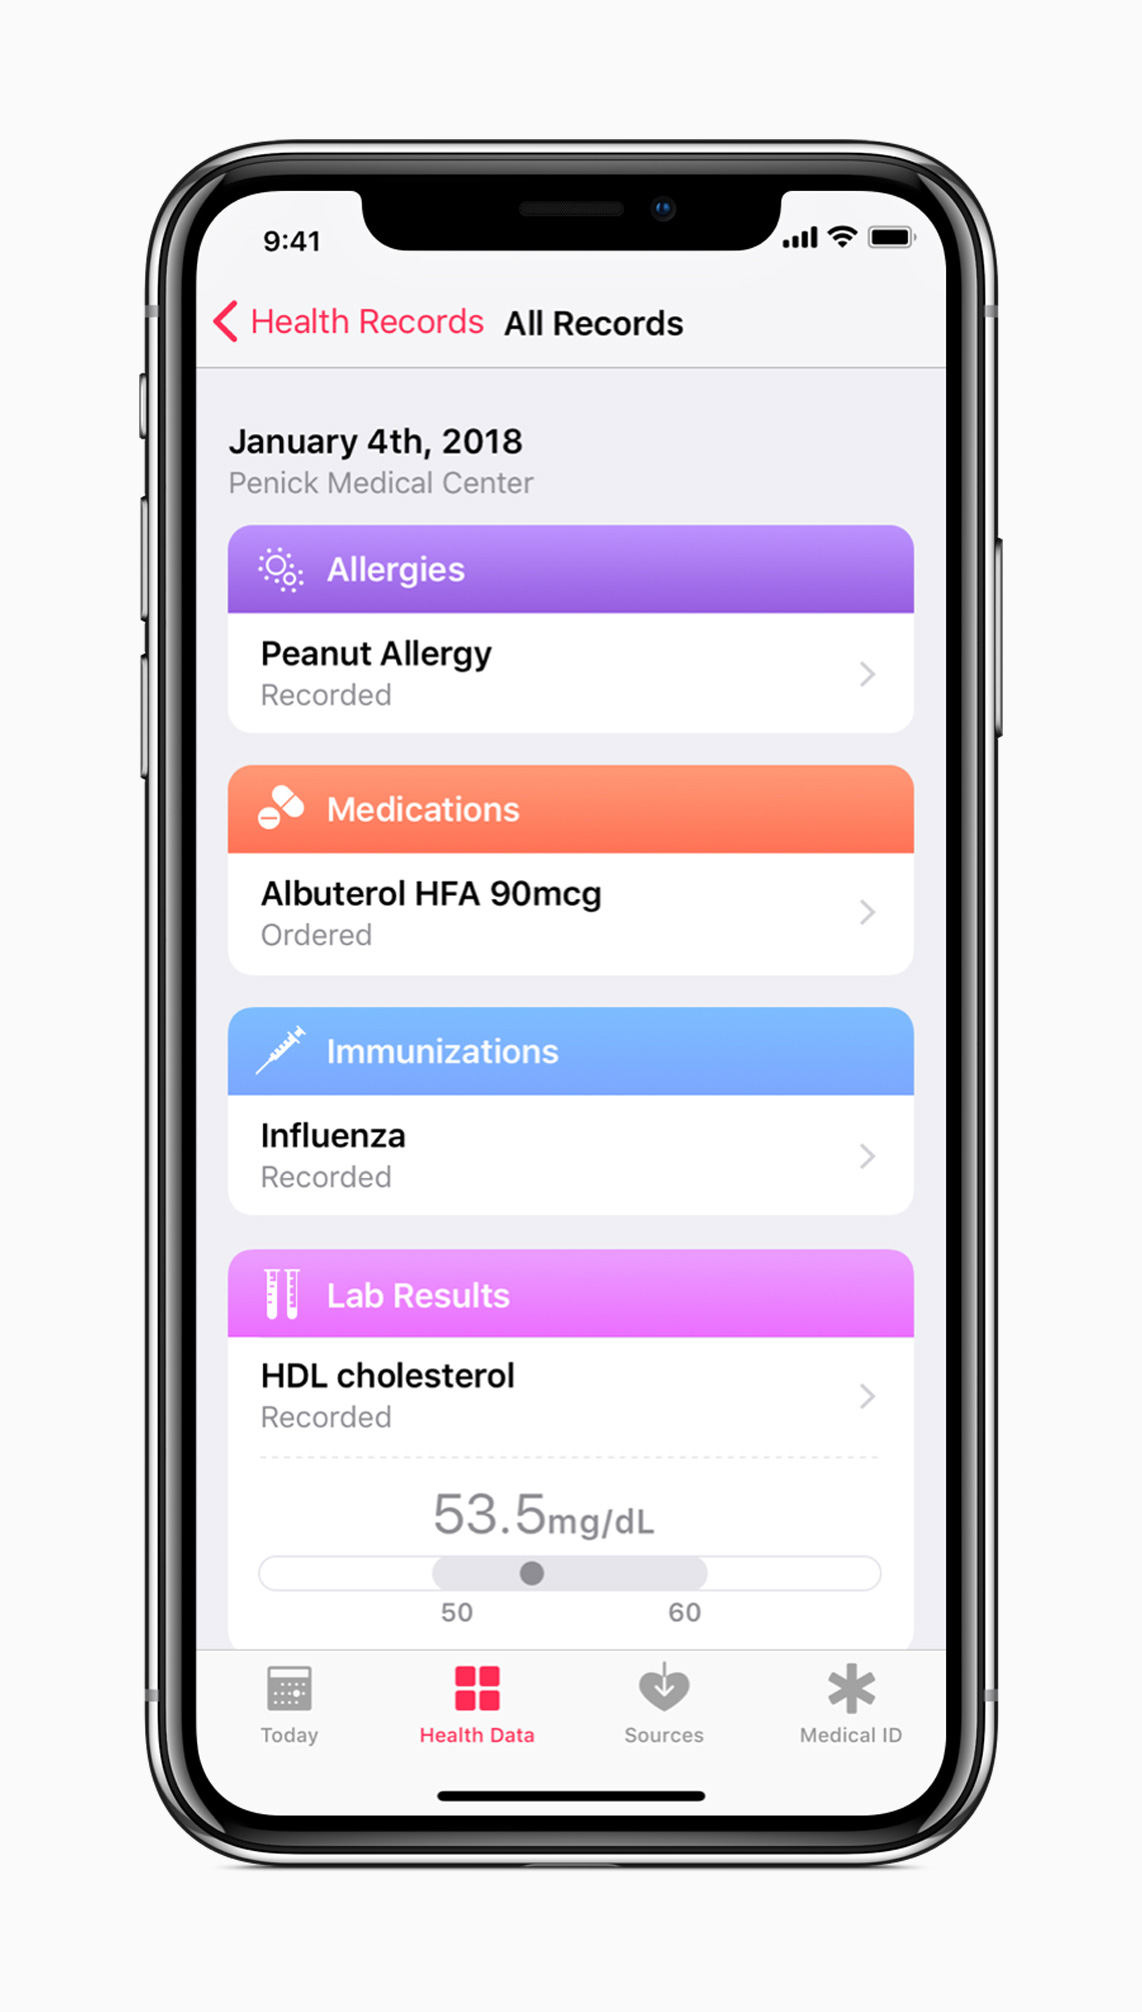 9:41
Health Records All Records
January 4th, 2018
Penick Medical Center
Allergies
Peanut Allergy
Recorded
Medications
Albuterol HFA 90mcg
Ordered
Immunizations
Influenza
Recorded
Lab Results
HDL cholesterol
Recorded
53.5mg/dL
50 60
Today Health Data Sources Medical ID